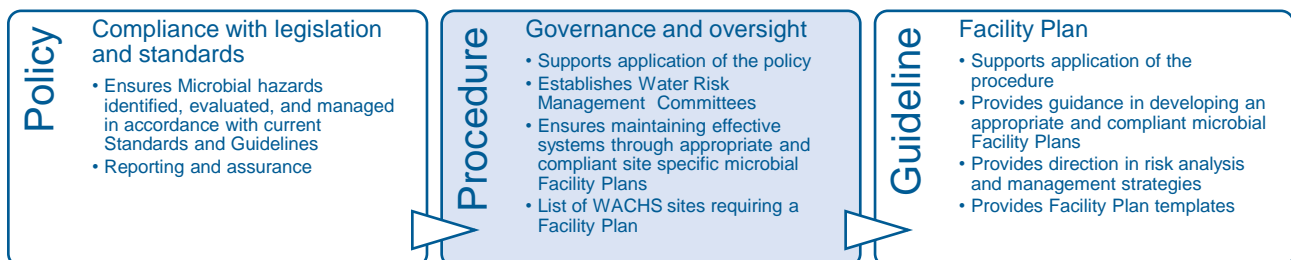 Policy
Compliance with legislation
and standards
• Ensures Microbial hazards
identified, evaluated, and managed
in accordance with current
Standards and Guidelines
• Reporting and assurance
Procedure
Governance and oversight
• Supports application of the policy
• Establishes Water Risk
Management Committees
• Ensures maintaining effective
systems through appropriate and
compliant site specific microbial
Facility Plans
• List of WACHS sites requiring a
Facility Plan
Guideline
Facility Plan
• Supports application of the
procedure
• Provides guidance in developing an
appropriate and compliant microbial
Facility Plans
• Provides direction in risk analysis
and management strategies
• Provides Facility Plan templates